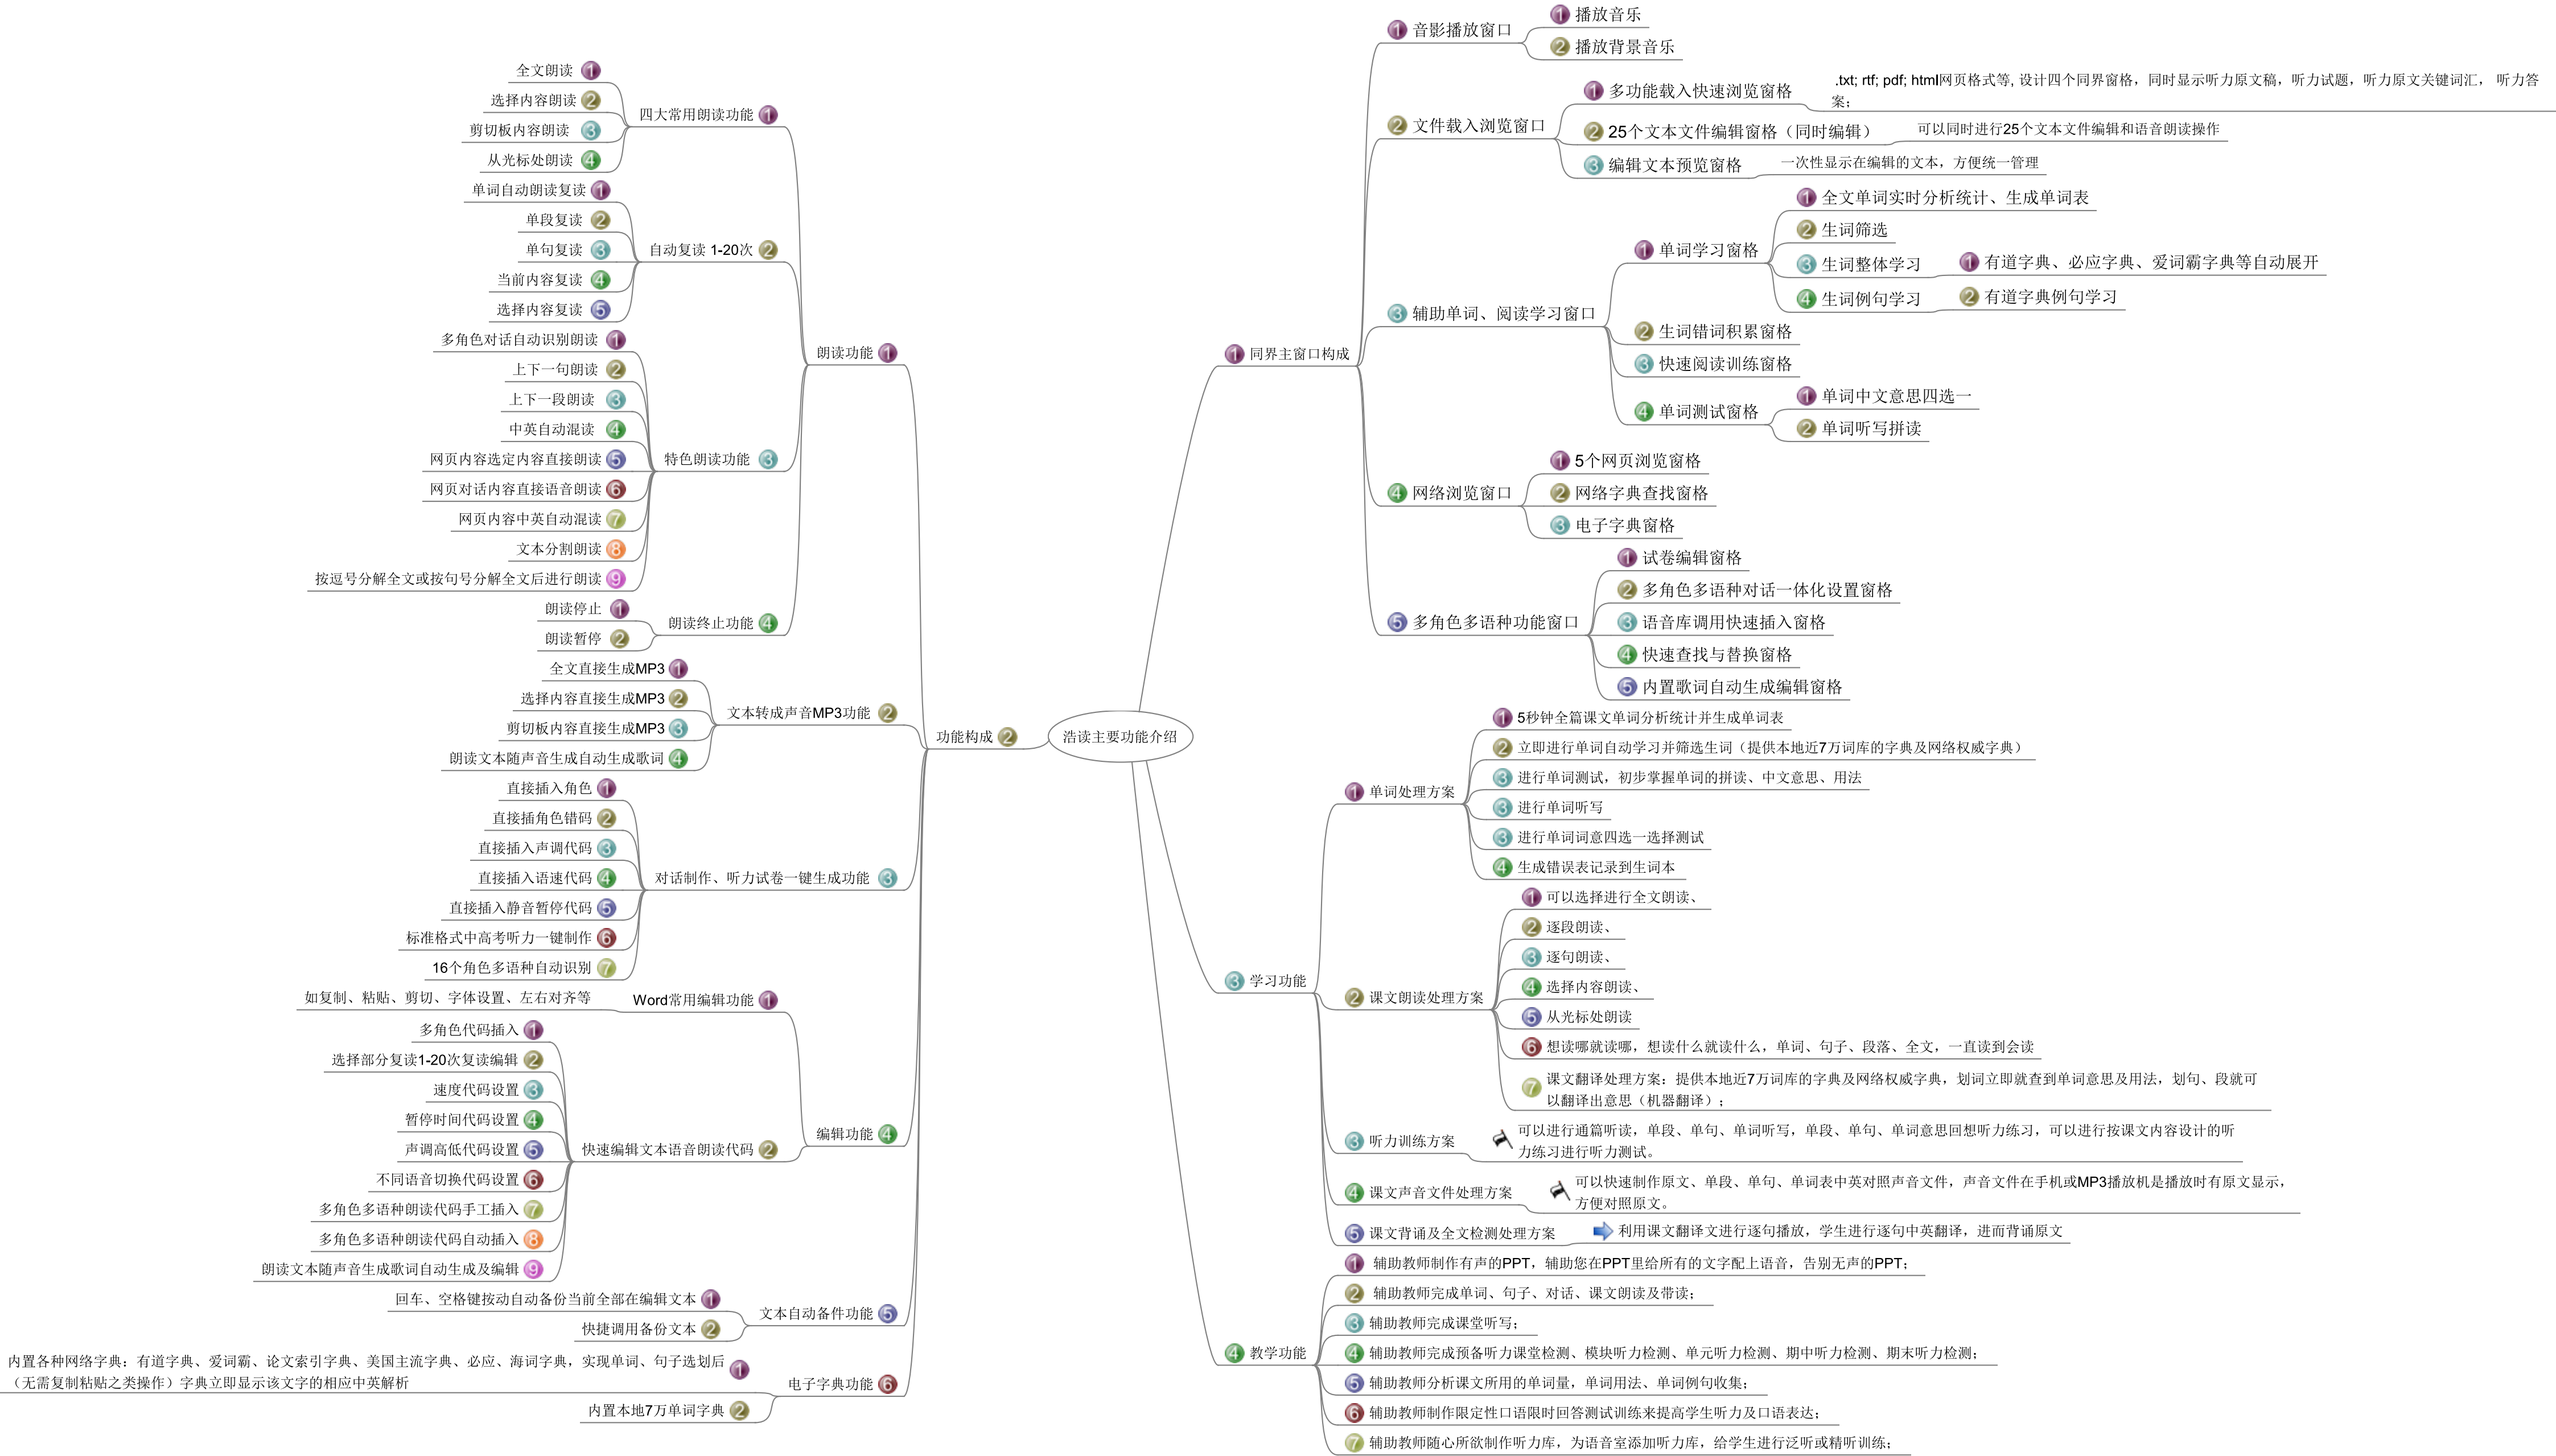 浩读主要功能介绍
同界主窗口构成
音影播放窗口
播放音乐
播放背景音乐
文件载入浏览窗口
多功能载入快速浏览窗格
.txt; rtf; pdf; html网页格式等, 设计四个同界窗格，同时显示听力原文稿，听力试题，听力原文关键词汇， 听力答
案；
25个文本文件编辑窗格（同时编辑）
可以同时进行25个文本文件编辑和语音朗读操作
编辑文本预览窗格
一次性显示在编辑的文本，方便统一管理
辅助单词、阅读学习窗口
单词学习窗格
全文单词实时分析统计、生成单词表
生词筛选
生词整体学习
有道字典、必应字典、爱词霸字典等自动展开
生词例句学习
有道字典例句学习
生词错词积累窗格
快速阅读训练窗格
单词测试窗格
单词中文意思四选一
单词听写拼读
网络浏览窗口
5个网页浏览窗格
网络字典查找窗格
电子字典窗格
多角色多语种功能窗口
试卷编辑窗格
多角色多语种对话一体化设置窗格
语音库调用快速插入窗格
快速查找与替换窗格
内置歌词自动生成编辑窗格
功能构成
朗读功能
四大常用朗读功能
全文朗读
选择内容朗读
剪切板内容朗读
从光标处朗读
自动复读 1-20次
单词自动朗读复读
单段复读
单句复读
当前内容复读
选择内容复读
特色朗读功能
多角色对话自动识别朗读
上下一句朗读
上下一段朗读
中英自动混读
网页内容选定内容直接朗读
网页对话内容直接语音朗读
网页内容中英自动混读
文本分割朗读
按逗号分解全文或按句号分解全文后进行朗读
朗读终止功能
朗读停止
朗读暂停
文本转成声音MP3功能
全文直接生成MP3
选择内容直接生成MP3
剪切板内容直接生成MP3
朗读文本随声音生成自动生成歌词
对话制作、听力试卷一键生成功能
直接插入角色
直接插角色错码
直接插入声调代码
直接插入语速代码
直接插入静音暂停代码
标准格式中高考听力一键制作
16个角色多语种自动识别
编辑功能
Word常用编辑功能
如复制、粘贴、剪切、字体设置、左右对齐等
快速编辑文本语音朗读代码
多角色代码插入
选择部分复读1-20次复读编辑
速度代码设置
暂停时间代码设置
声调高低代码设置
不同语音切换代码设置
多角色多语种朗读代码手工插入
多角色多语种朗读代码自动插入
朗读文本随声音生成歌词自动生成及编辑
文本自动备件功能
回车、空格键按动自动备份当前全部在编辑文本
快捷调用备份文本
电子字典功能
内置各种网络字典：有道字典、爱词霸、论文索引字典、美国主流字典、必应、海词字典，实现单词、句子选划后
（无需复制粘贴之类操作）字典立即显示该文字的相应中英解析
内置本地7万单词字典
学习功能
单词处理方案
5秒钟全篇课文单词分析统计并生成单词表
立即进行单词自动学习并筛选生词（提供本地近7万词库的字典及网络权威字典）
进行单词测试，初步掌握单词的拼读、中文意思、用法
进行单词听写
进行单词词意四选一选择测试
生成错误表记录到生词本
课文朗读处理方案
可以选择进行全文朗读、
逐段朗读、
逐句朗读、
选择内容朗读、
从光标处朗读
想读哪就读哪，想读什么就读什么，单词、句子、段落、全文，一直读到会读
课文翻译处理方案：提供本地近7万词库的字典及网络权威字典，划词立即就查到单词意思及用法，划句、段就可
以翻译出意思（机器翻译）；
听力训练方案
可以进行通篇听读，单段、单句、单词听写，单段、单句、单词意思回想听力练习，可以进行按课文内容设计的听
力练习进行听力测试。
课文声音文件处理方案
可以快速制作原文、单段、单句、单词表中英对照声音文件，声音文件在手机或MP3播放机是播放时有原文显示，
方便对照原文。
课文背诵及全文检测处理方案
利用课文翻译文进行逐句播放，学生进行逐句中英翻译，进而背诵原文
教学功能
辅助教师制作有声的PPT，辅助您在PPT里给所有的文字配上语音，告别无声的PPT；
辅助教师完成单词、句子、对话、课文朗读及带读；
辅助教师完成课堂听写；
辅助教师完成预备听力课堂检测、模块听力检测、单元听力检测、期中听力检测、期末听力检测；
辅助教师分析课文所用的单词量，单词用法、单词例句收集；
辅助教师制作限定性口语限时回答测试训练来提高学生听力及口语表达；
辅助教师随心所欲制作听力库，为语音室添加听力库，给学生进行泛听或精听训练；